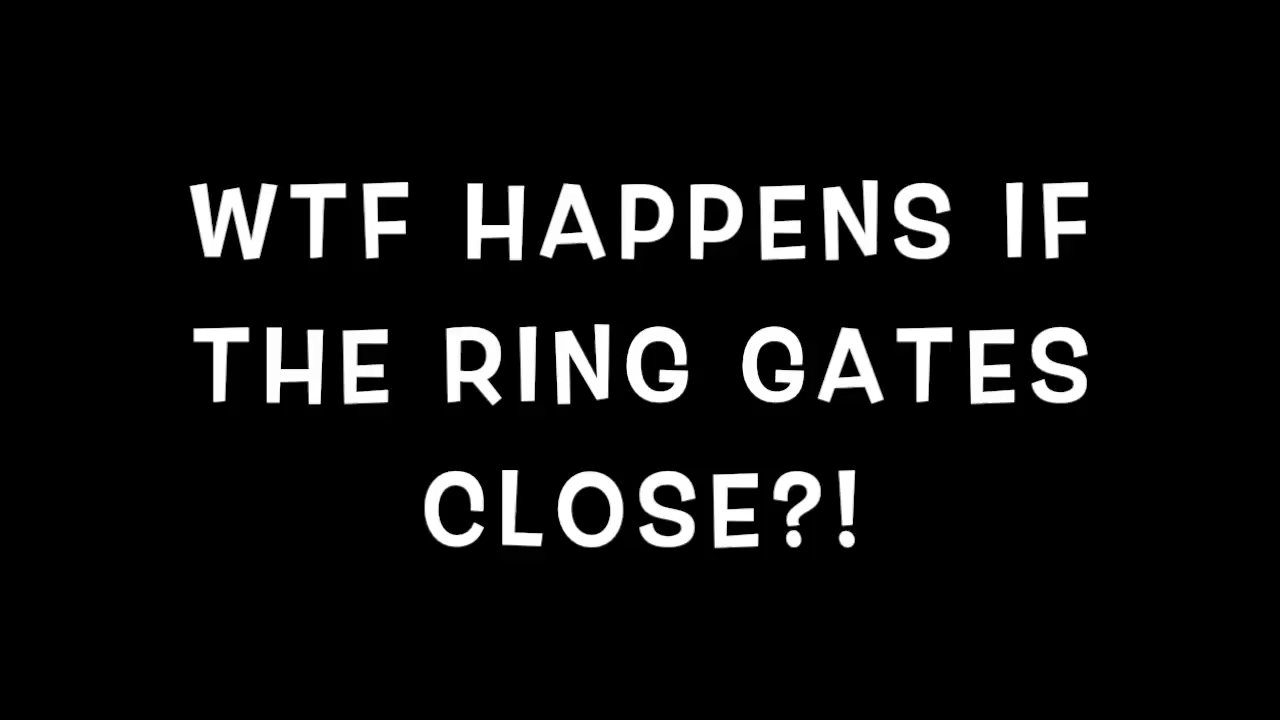 WTF HAPPENS IF
THE RING GATES
CLOSE?!